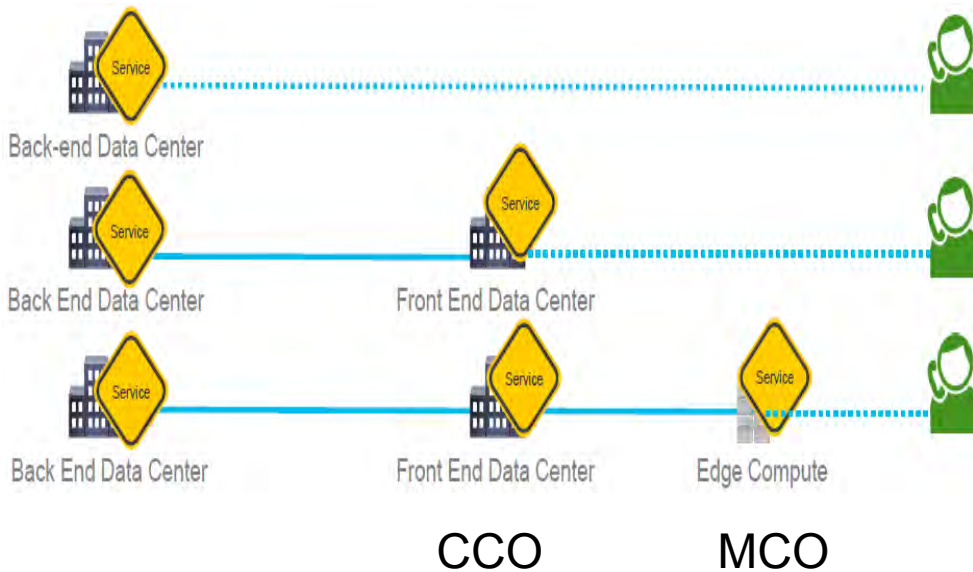 Service
Back-end Data Center
Service Service
Back End Data Center Front End Data Center
Service Service Service
Back End Data Center Front End Data Center Edge Compute
CCO MCO